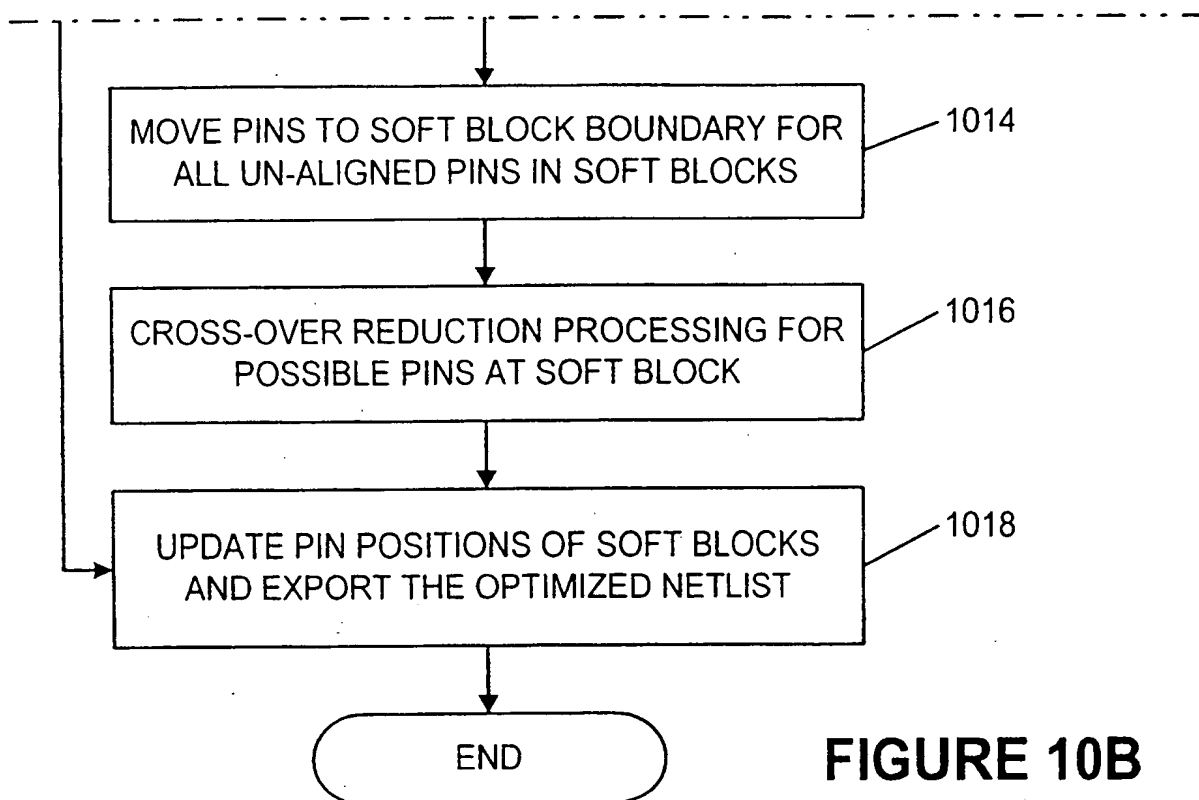 MOVE PINS TO SOFT BLOCK BOUNDARY FOR
ALL UN-ALIGNED PINS IN SOFT BLOCKS
1014
CROSS-OVER REDUCTION PROCESSING FOR
POSSIBLE PINS AT SOFT BLOCK
1016
UPDATE PIN POSITIONS OF SOFT BLOCKS
AND EXPORT THE OPTIMIZED NETLIST
1018
END
FIGURE 10B